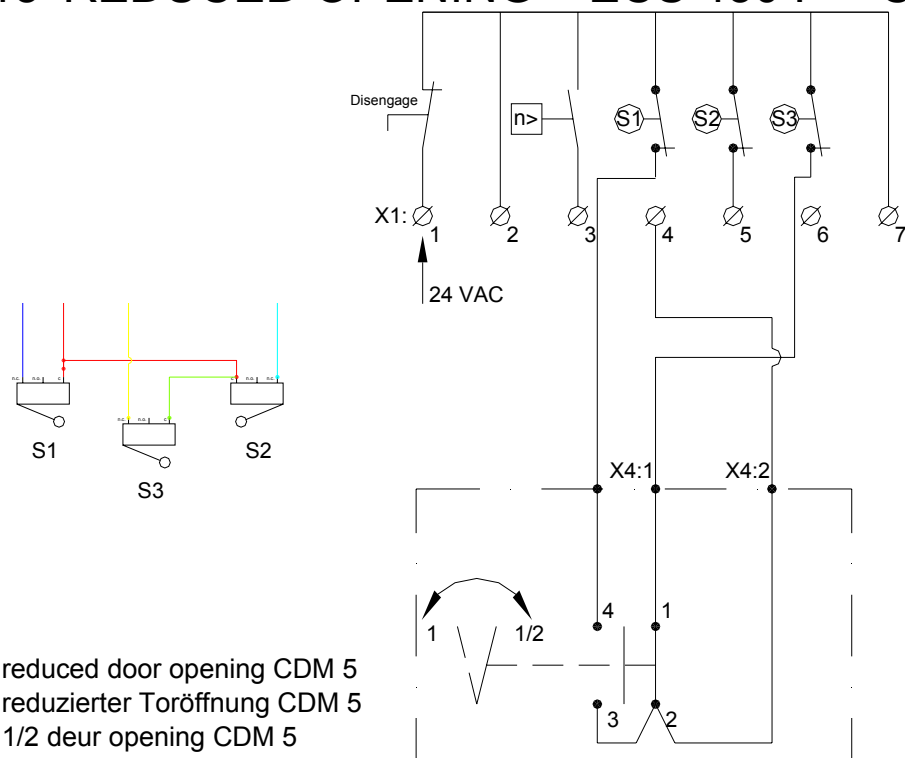 REDUCED OPENING
Disengage
n>
S1
S2
S3
X1:
1
2
3
4
5
6
7
24 VAC
n.c. n.o. c.
c. n.o. n.c.
n.c. n.o. c.
S1
S2
S3
X4:1
X4:2
1
1/2
4
1
3
2
reduced door opening CDM 5
reduzierter Toröffnung CDM 5
1/2 deur opening CDM 5